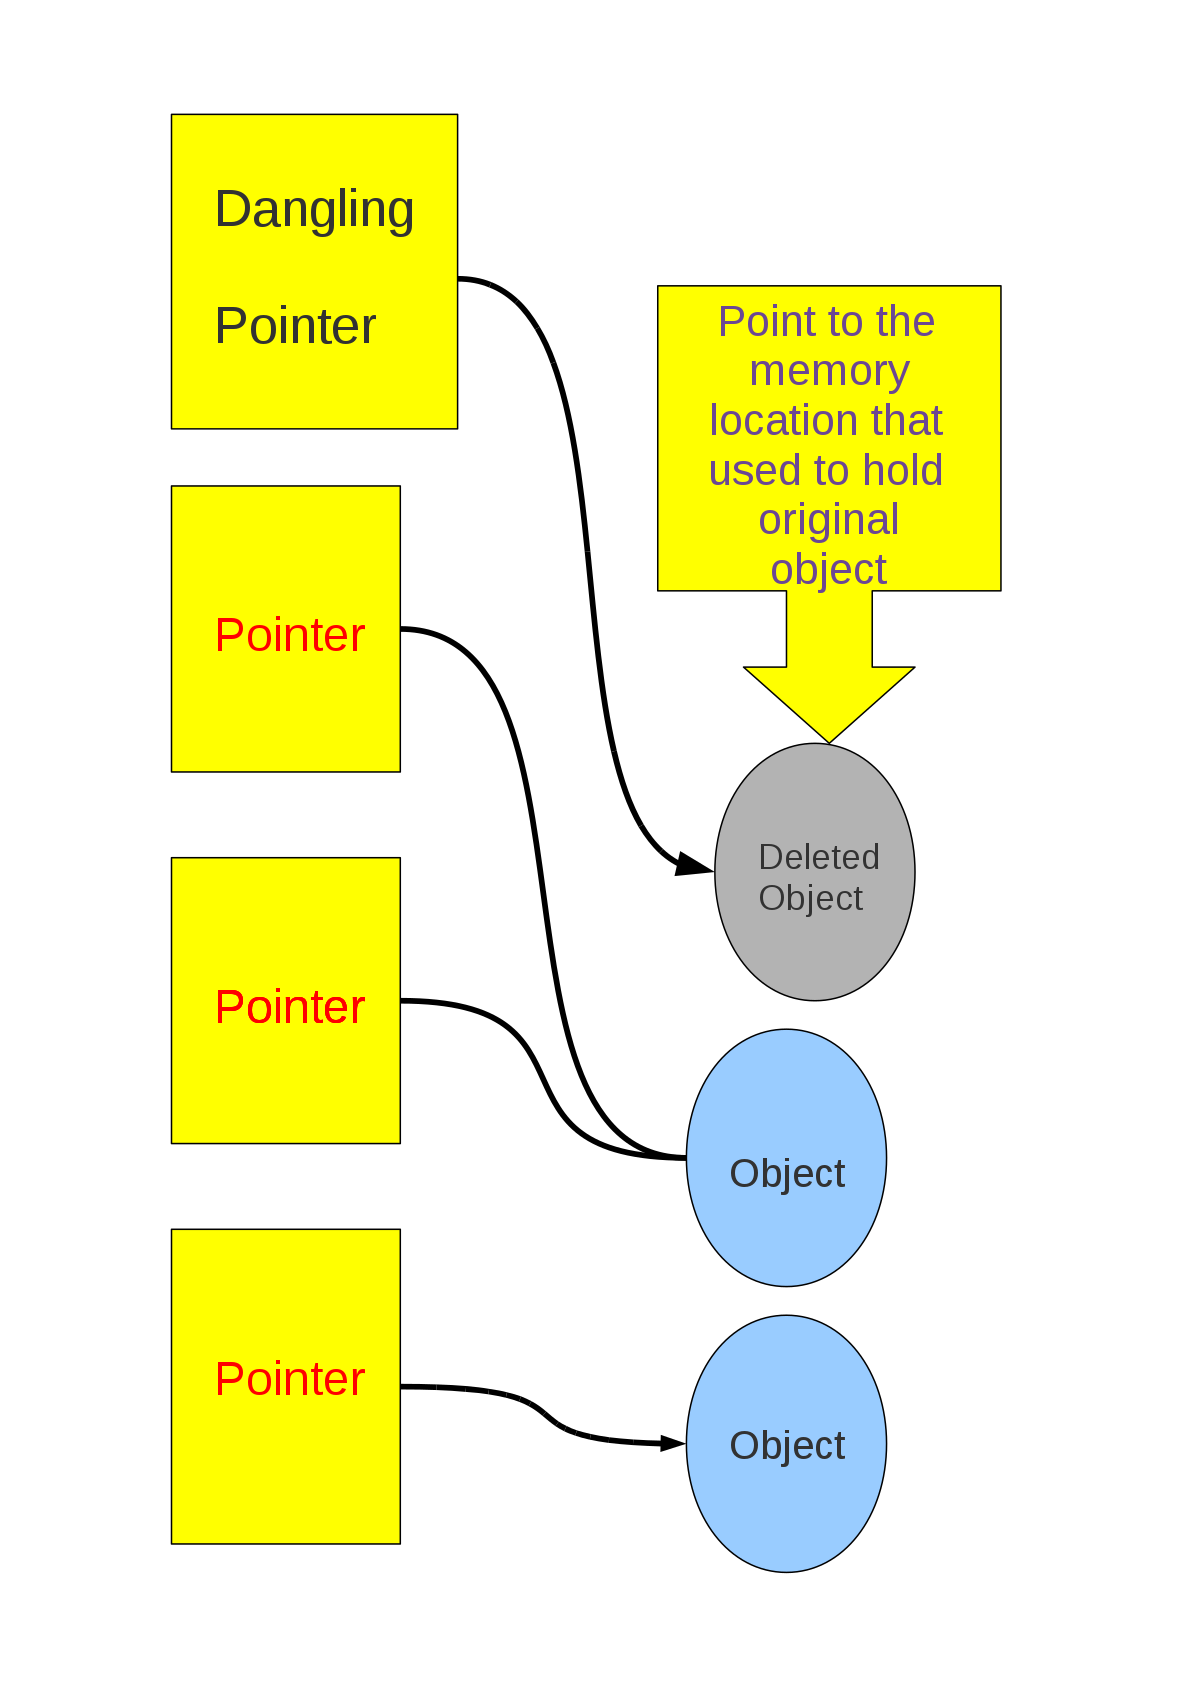 Dangling
Pointer
Point to the
memory
location that
used to hold
original
object
Pointer
Deleted
Object
Pointer
Object
Pointer
Object